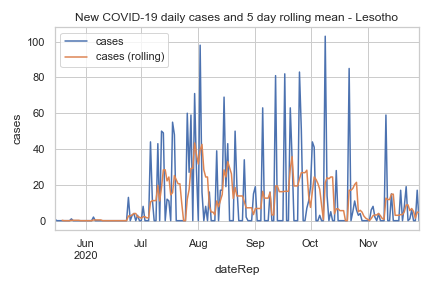 New COVID-19 daily cases and 5 day rolling mean - Lesotho
cases
cases (rolling)
cases
100
80
60
40
20
0
Jun Jul Aug Sep Oct Nov
2020
dateRep